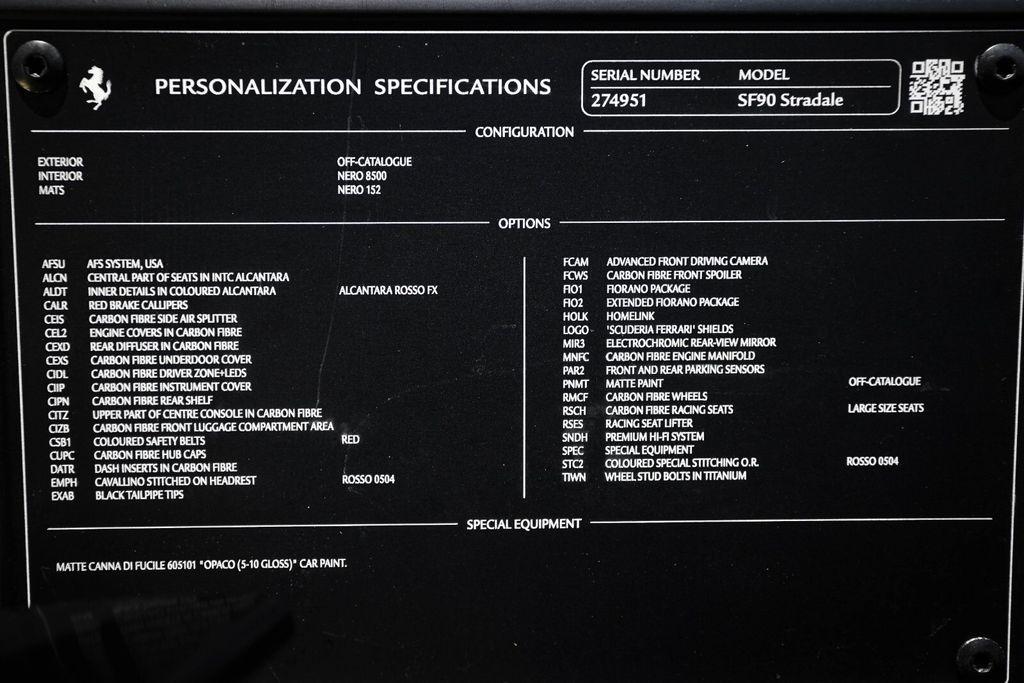 PERSONALIZATION SPECIFICATIONS
SERIAL NUMBER MODEL
274951 SF90 Stradale
CONFIGURATION
EXTERIOR OFF-CATALOGUE
INTERIOR NERO 8500
MATS NERO 152
OPTIONS
AFSU AFS SYSTEM, USA
ALCN CENTRAL PART OF SEATS IN INTC ALCANTARA
ALDT INNER DETAILS IN COLOURED ALCANTARA ALCANTARA ROSSO FX
CALR RED BRAKE CALLIPERS
CEIS CARBON FIBRE SIDE AIR SPLITTER
CEL2 ENGINE COVERS IN CARBON FIBRE
CEXD REAR DIFFUSER IN CARBON FIBRE
CEXS CARBON FIBRE UNDERDOOR COVER
CIDL CARBON FIBRE DRIVER ZONE+LEDS
CIIP CARBON FIBRE INSTRUMENT COVER
CIPN CARBON FIBRE REAR SHELF
CITZ UPPER PART OF CENTRE CONSOLE IN CARBON FIBRE
CIZB CARBON FIBRE FRONT LUGGAGE COMPARTMENT AREA
CSB1 COLOURED SAFETY BELTS RED
CUPC CARBON FIBRE HUB CAPS
DATR DASH INSERTS IN CARBON FIBRE
EMPH CAVALLINO STITCHED ON HEADREST ROSSO 0504
EXAB BLACK TAILPIPE TIPS
FCAM ADVANCED FRONT DRIVING CAMERA
FCWS CARBON FIBRE FRONT SPOILER
FIO1 FIORANO PACKAGE
FIO2 EXTENDED FIORANO PACKAGE
HOLK HOMELINK
LOGO 'SCUDERIA FERRARI' SHIELDS
MIR3 ELECTROCHROMIC REAR-VIEW MIRROR
MNFC CARBON FIBRE ENGINE MANIFOLD
PAR2 FRONT AND REAR PARKING SENSORS
PNMT MATTE PAINT OFF-CATALOGUE
RMCF CARBON FIBRE WHEELS
RSCH CARBON FIBRE RACING SEATS LARGE SIZE SEATS
RSES RACING SEAT LIFTER
SNDH PREMIUM HI-FI SYSTEM
SPEC SPECIAL EQUIPMENT
STC2 COLOURED SPECIAL STITCHING O.R. ROSSO 0504
TIWN WHEEL STUD BOLTS IN TITANIUM
SPECIAL EQUIPMENT
MATTE CANNA DI FUCILE 605101 "OPACO (5-10 GLOSS)" CAR PAINT.